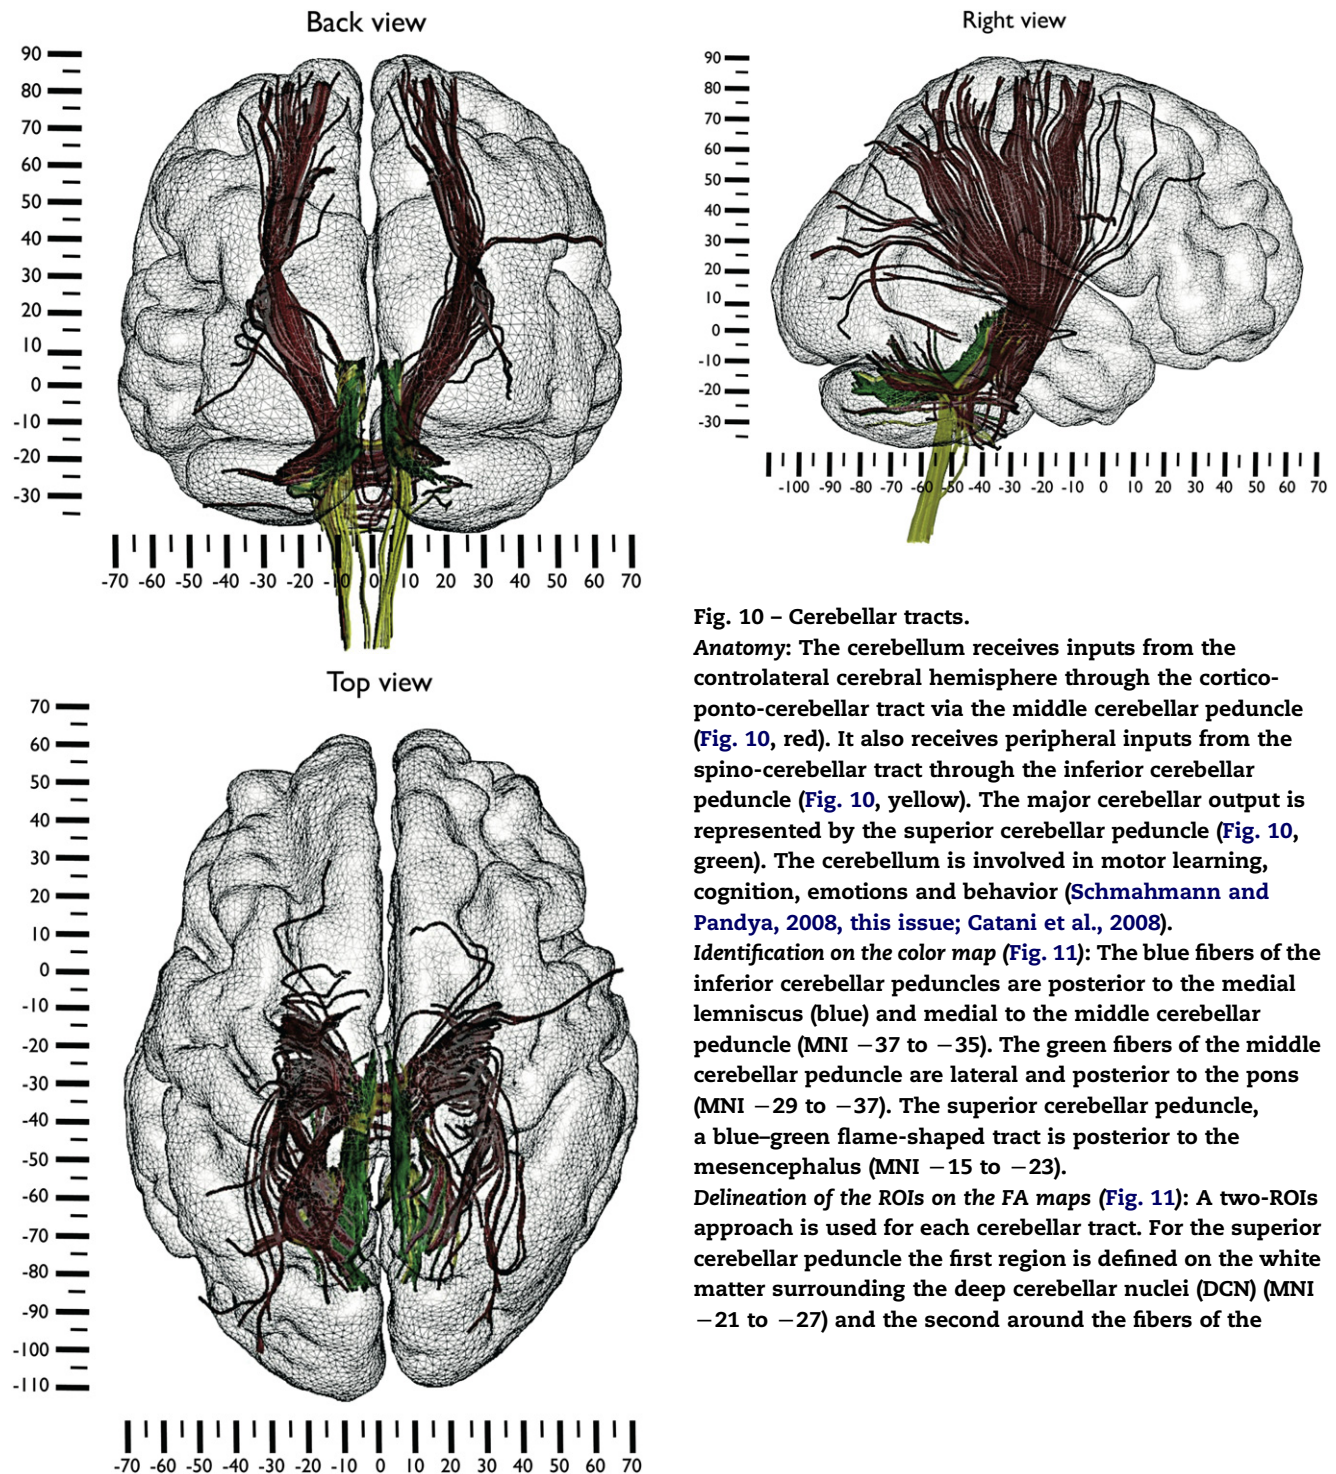 Back view
90
80
70
60
50
40
30
20
10
0
-10
-20
-30
-70 -60 -50 -40 -30 -20 -10 0 10 20 30 40 50 60 70
Right view
90
80
70
60
50
40
30
20
10
0
-10
-20
-30
-100 -90 -80 -70 -60 -50 -40 -30 -20 -10 0 10 20 30 40 50 60 70
Top view
70
60
50
40
30
20
10
0
-10
-20
-30
-40
-50
-60
-70
-80
-90
-100
-110
-70 -60 -50 -40 -30 -20 -10 0 10 20 30 40 50 60 70
Fig. 10 – Cerebellar tracts.
Anatomy: The cerebellum receives inputs from the
controlateral cerebral hemisphere through the cortico-
ponto-cerebellar tract via the middle cerebellar peduncle
(Fig. 10, red). It also receives peripheral inputs from the
spino-cerebellar tract through the inferior cerebellar
peduncle (Fig. 10, yellow). The major cerebellar output is
represented by the superior cerebellar peduncle (Fig. 10,
green). The cerebellum is involved in motor learning,
cognition, emotions and behavior (Schmahmann and
Pandya, 2008, this issue; Catani et al., 2008).
Identification on the color map (Fig. 11): The blue fibers of the
inferior cerebellar peduncles are posterior to the medial
lemniscus (blue) and medial to the middle cerebellar
peduncle (MNI −37 to −35). The green fibers of the middle
cerebellar peduncle are lateral and posterior to the pons
(MNI −29 to −37). The superior cerebellar peduncle,
a blue–green flame-shaped tract is posterior to the
mesencephalus (MNI −15 to −23).
Delineation of the ROIs on the FA maps (Fig. 11): A two-ROIs
approach is used for each cerebellar tract. For the superior
cerebellar peduncle the first region is defined on the white
matter surrounding the deep cerebellar nuclei (DCN) (MNI
−21 to −27) and the second around the fibers of the